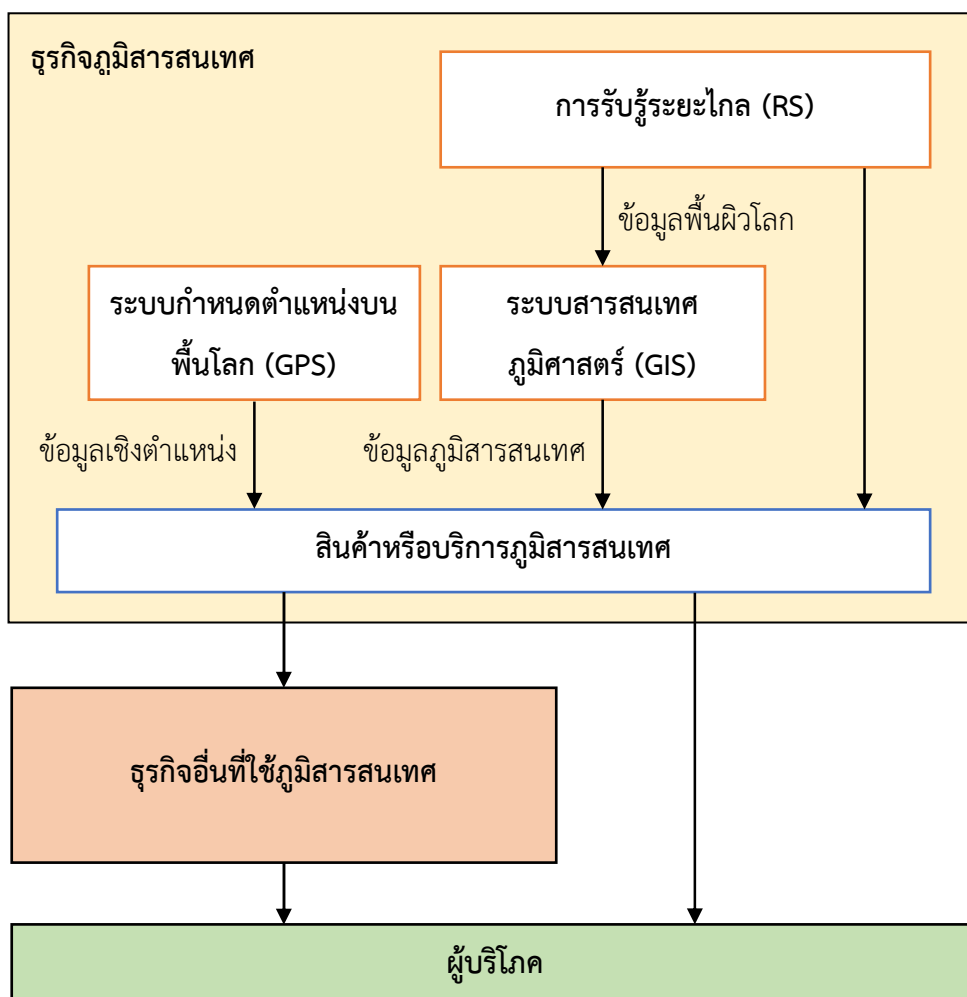 ธุรกิจภูมิสารสนเทศ
การรับรู้ระยะไกล (RS)
ข้อมูลพื้นผิวโลก
ระบบกำหนดตำแหน่งบน
พื้นโลก (GPS)
ระบบสารสนเทศ
ภูมิศาสตร์ (GIS)
ข้อมูลเชิงตำแหน่ง
ข้อมูลภูมิสารสนเทศ
สินค้าหรือบริการภูมิสารสนเทศ
ธุรกิจอื่นที่ใช้ภูมิสารสนเทศ
ผู้บริโภค